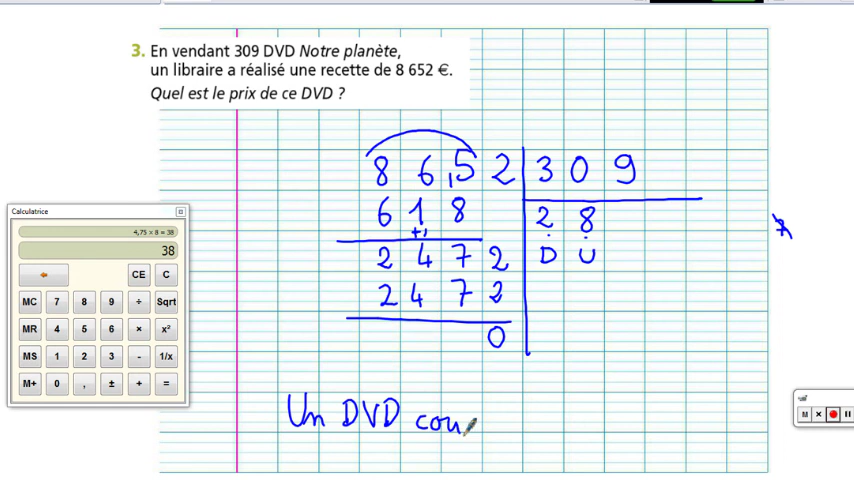 3. En vendant 309 DVD Notre planète,
un libraire a réalisé une recette de 8 652 €.
Quel est le prix de ce DVD ?
8 6,5 2 3 0 9
6 1 8 2 8
+1
2 4 7 2 D U
2 4 7 2
0
Un DVD cou
Calculatrice
4,75 × 8 = 38
38
CE C
MC 7 8 9 ÷ Sqrt
MR 4 5 6 × x²
MS 1 2 3 - 1/x
M+ 0 , ± + =
M